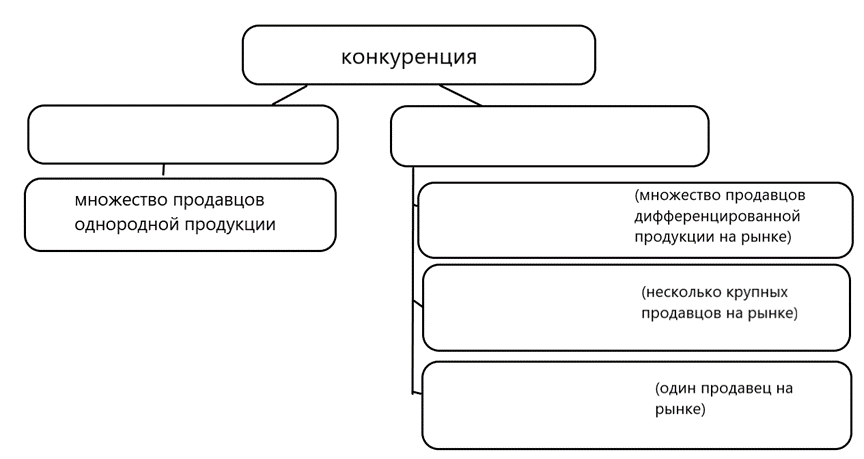 конкуренция
множество продавцов
однородной продукции
(множество продавцов
дифференцированной
продукции на рынке)
(несколько крупных
продавцов на рынке)
(один продавец на
рынке)